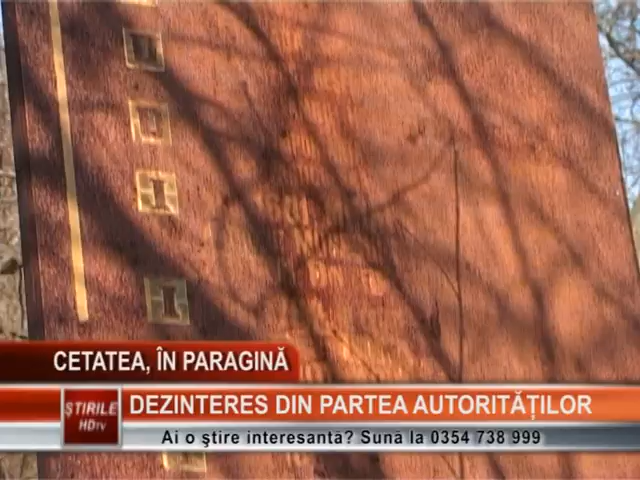 CETATEA, ÎN PARAGINĂ
DEZINTERES DIN PARTEA AUTORITĂȚILOR
ȘTIRILE
HDTV
Ai o ştire interesantă? Sună la 0354 738 999